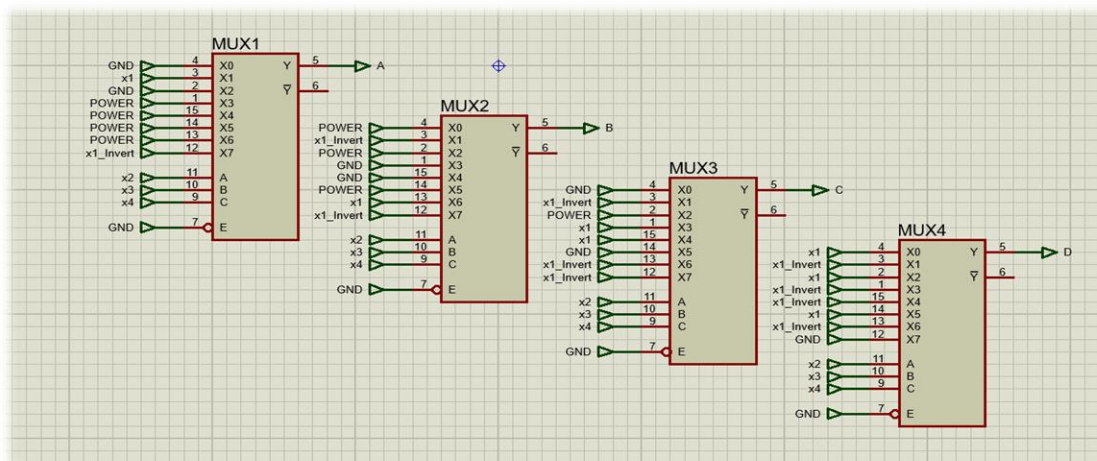 MUX1
GND 4 X0 Y 5 A
x1 3 X1
GND 2 X2 Y 6
POWER 1 X3
POWER 15 X4
POWER 14 X5
POWER 13 X6
x1_Invert 12 X7
x2 11 A
x3 10 B
x4 9 C
GND 7 E
MUX2
POWER 4 X0 Y 5 B
x1_Invert 3 X1
POWER 2 X2 Y 6
GND 1 X3
GND 15 X4
POWER 14 X5
x1 13 X6
x1_Invert 12 X7
x2 11 A
x3 10 B
x4 9 C
GND 7 E
MUX3
GND 4 X0 Y 5 C
x1_Invert 3 X1
POWER 2 X2 Y 6
x1 1 X3
x1 15 X4
GND 14 X5
x1_Invert 13 X6
x1_Invert 12 X7
x2 11 A
x3 10 B
x4 9 C
GND 7 E
MUX4
x1 4 X0 Y 5 D
x1_Invert 3 X1
x1 2 X2 Y 6
x1_Invert 1 X3
x1_Invert 15 X4
x1 14 X5
x1_Invert 13 X6
GND 12 X7
x2 11 A
x3 10 B
x4 9 C
GND 7 E